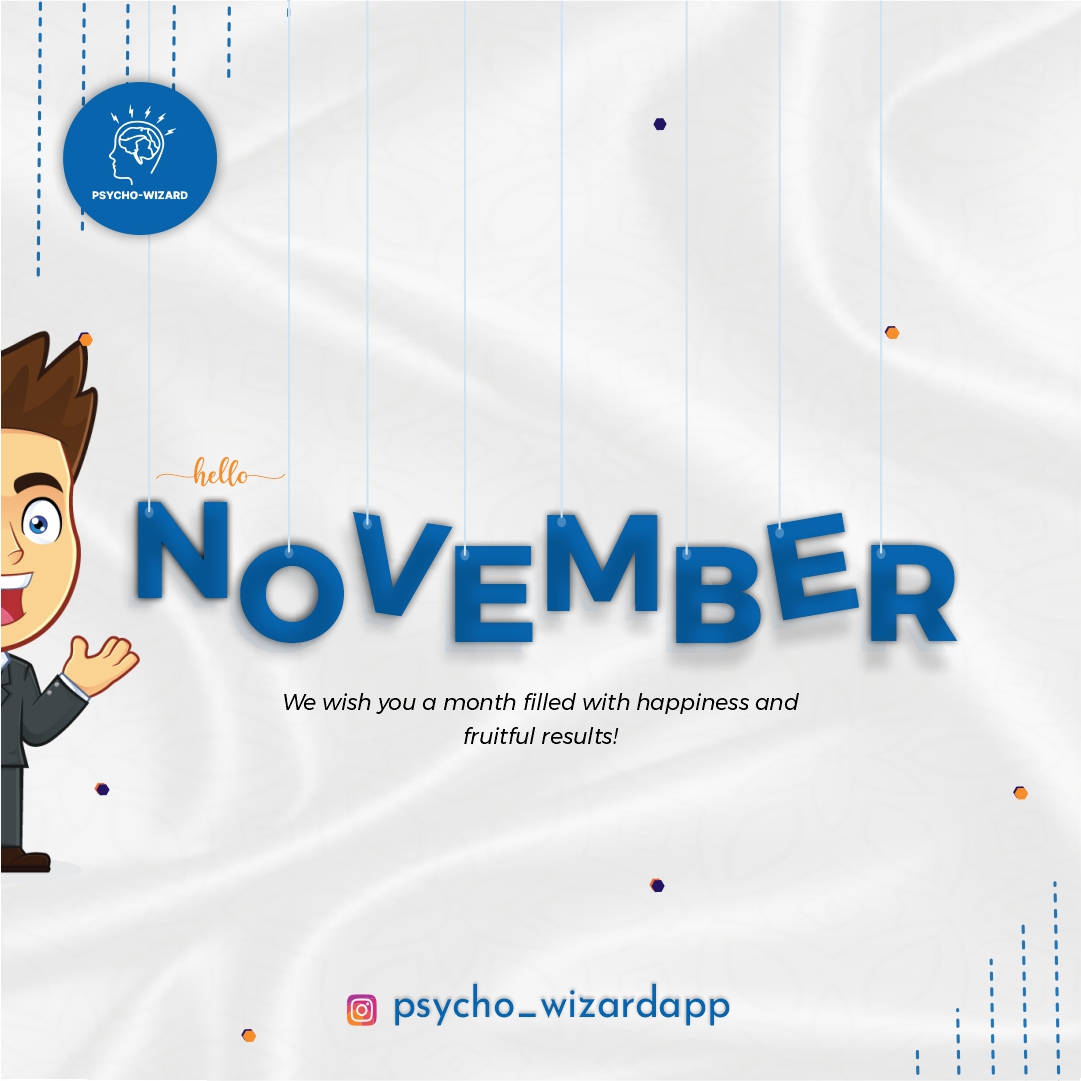 PSYCHO-WIZARD
hello
NOVEMBER
We wish you a month filled with happiness and
fruitful results!
psycho_wizardapp